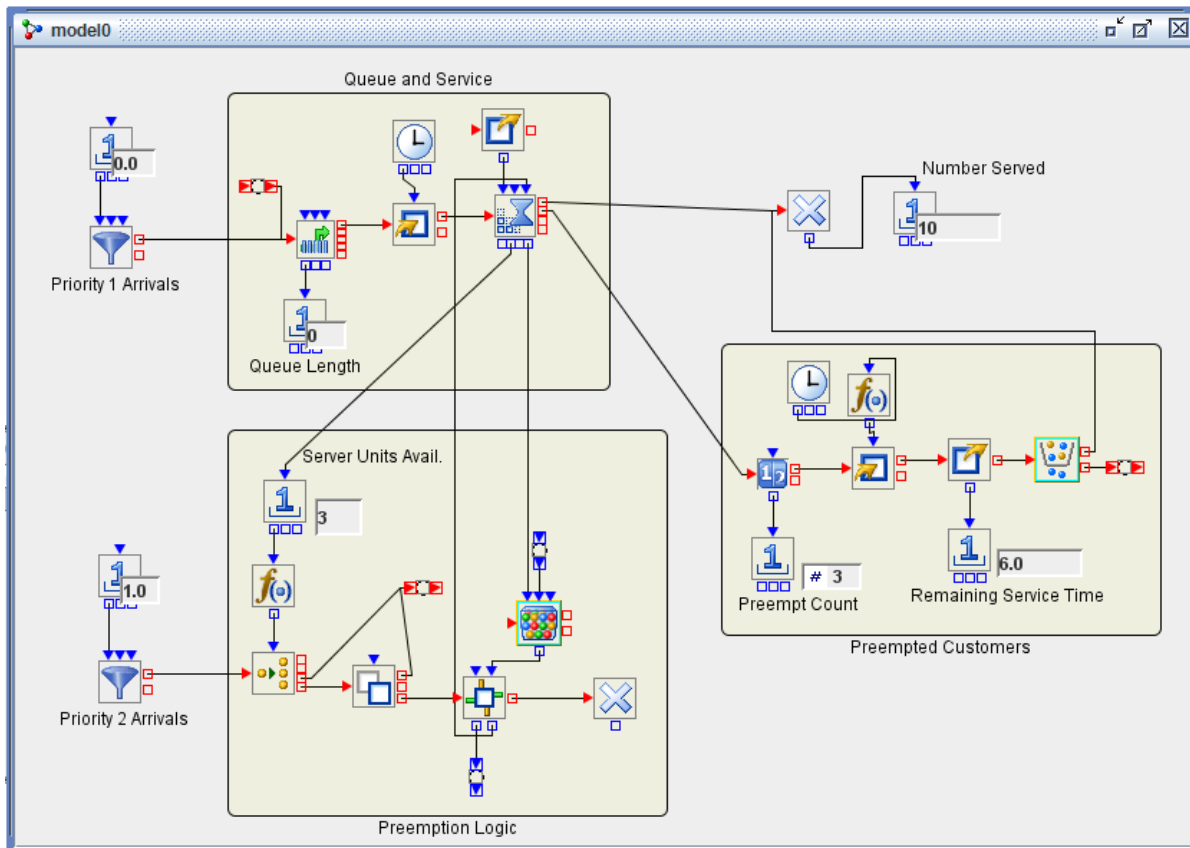 model0
Queue and Service
0.0
Priority 1 Arrivals
0
Queue Length
Number Served
10
Server Units Avail.
3
1.0
Priority 2 Arrivals
Preemption Logic
# 3
Preempt Count
6.0
Remaining Service Time
Preempted Customers